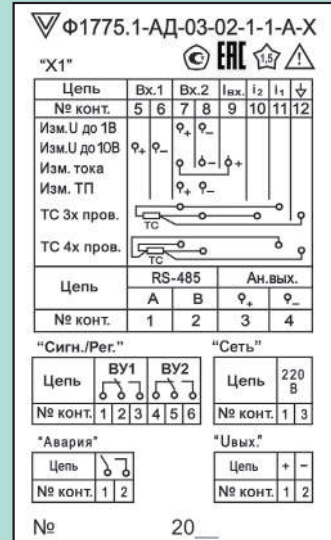 Ф1775.1-АД-03-02-1-1-А-Х
"X1"
ЕАС 1,5
Цепь Вх.1 Вх.2 Iвх. i₂ i₁
№ конт. 5 6 7 8 9 10 11 12
Изм.U до 1В
Изм.U до10В
Изм. тока
Изм. ТП
ТС 3х пров. ТС
ТС 4х пров. ТС
Цепь RS-485 Ан.вых.
A B + −
№ конт. 1 2 3 4
"Сигн./Рег." "Сеть"
Цепь ВУ1 ВУ2 Цепь 220 В
№ конт. 1 2 3 4 5 6 № конт. 1 3
"Авария" "Uвых."
Цепь Цепь + −
№ конт. 1 2 № конт. 1 2
№ 20__